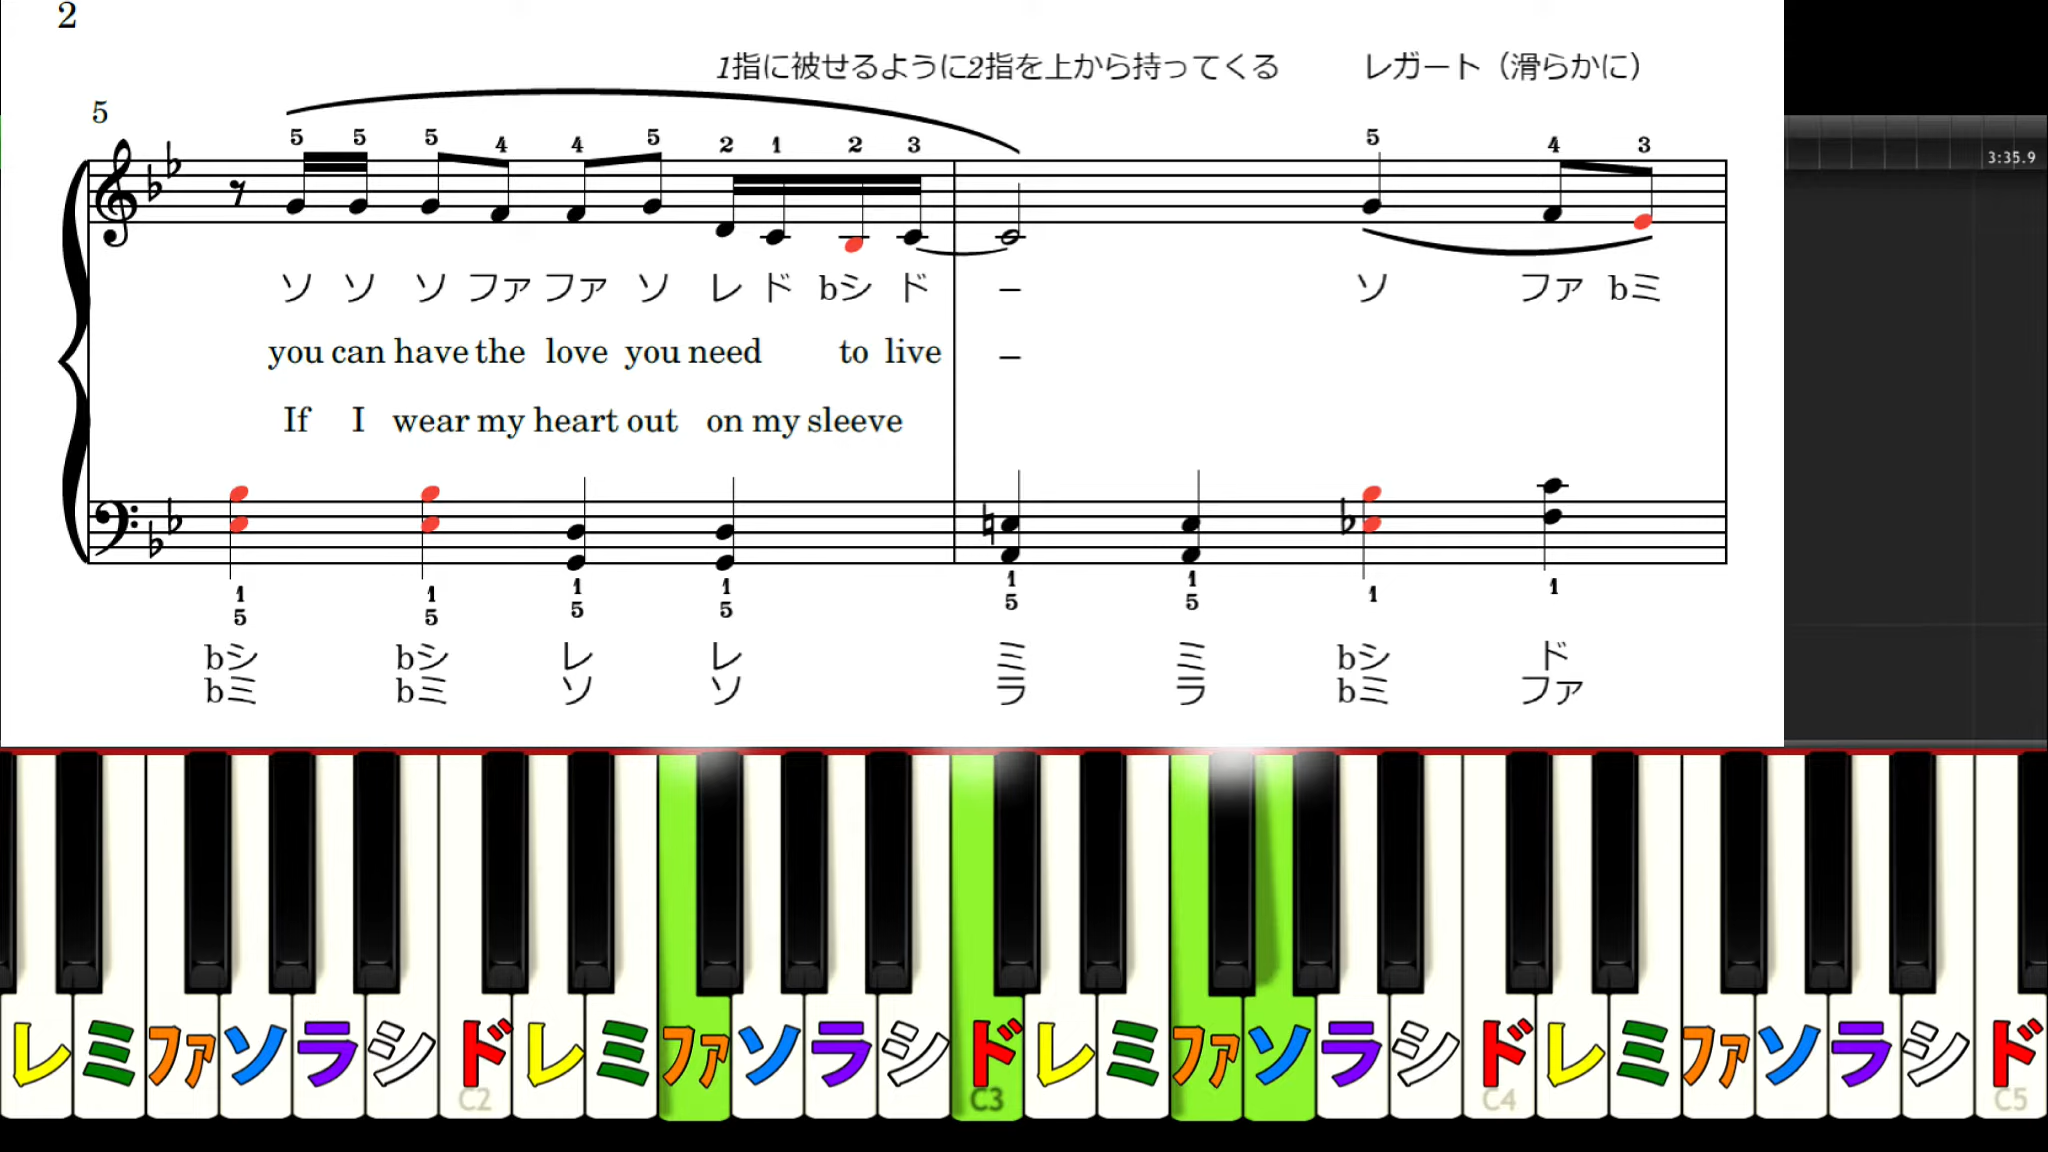 2
1指に被せるように2指を上から持ってくる レガート（滑らかに）
5
5 5 5 4 4 5 2 1 2 3 5 4 3
3:35.9
ソ ソ ソ ファ ファ ソ レ ド bシ ド – ソ ファ bミ
you can have the love you need to live –
If I wear my heart out on my sleeve
1 1 1 1 1 1 1 1
5 5 5 5 5 5
bシ bシ レ レ ミ ミ bシ ド
bミ bミ ソ ソ ラ ラ bミ ファ
レ ミ ファ ソ ラ シ ド レ ミ ファ ソ ラ シ ド レ ミ ファ ソ ラ シ ド レ ミ ファ ソ ラ シ ド
C2 C3 C4 C5